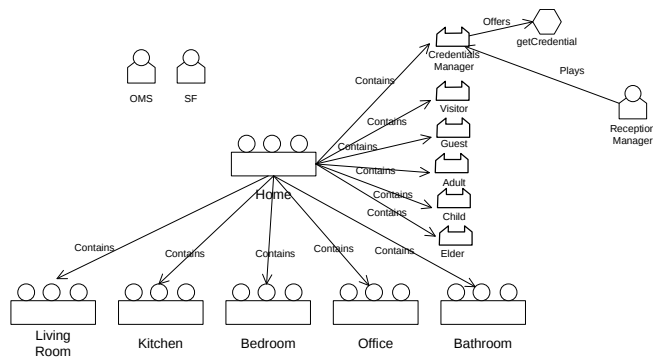 Offers
getCredential
Credentials
Manager
Contains
Plays
OMS
SF
Visitor
Contains
Reception
Manager
Guest
Contains
Adult
Contains
Home
Child
Contains
Contains
Elder
Contains
Contains
Contains
Contains
Contains
Living
Room
Kitchen
Bedroom
Office
Bathroom